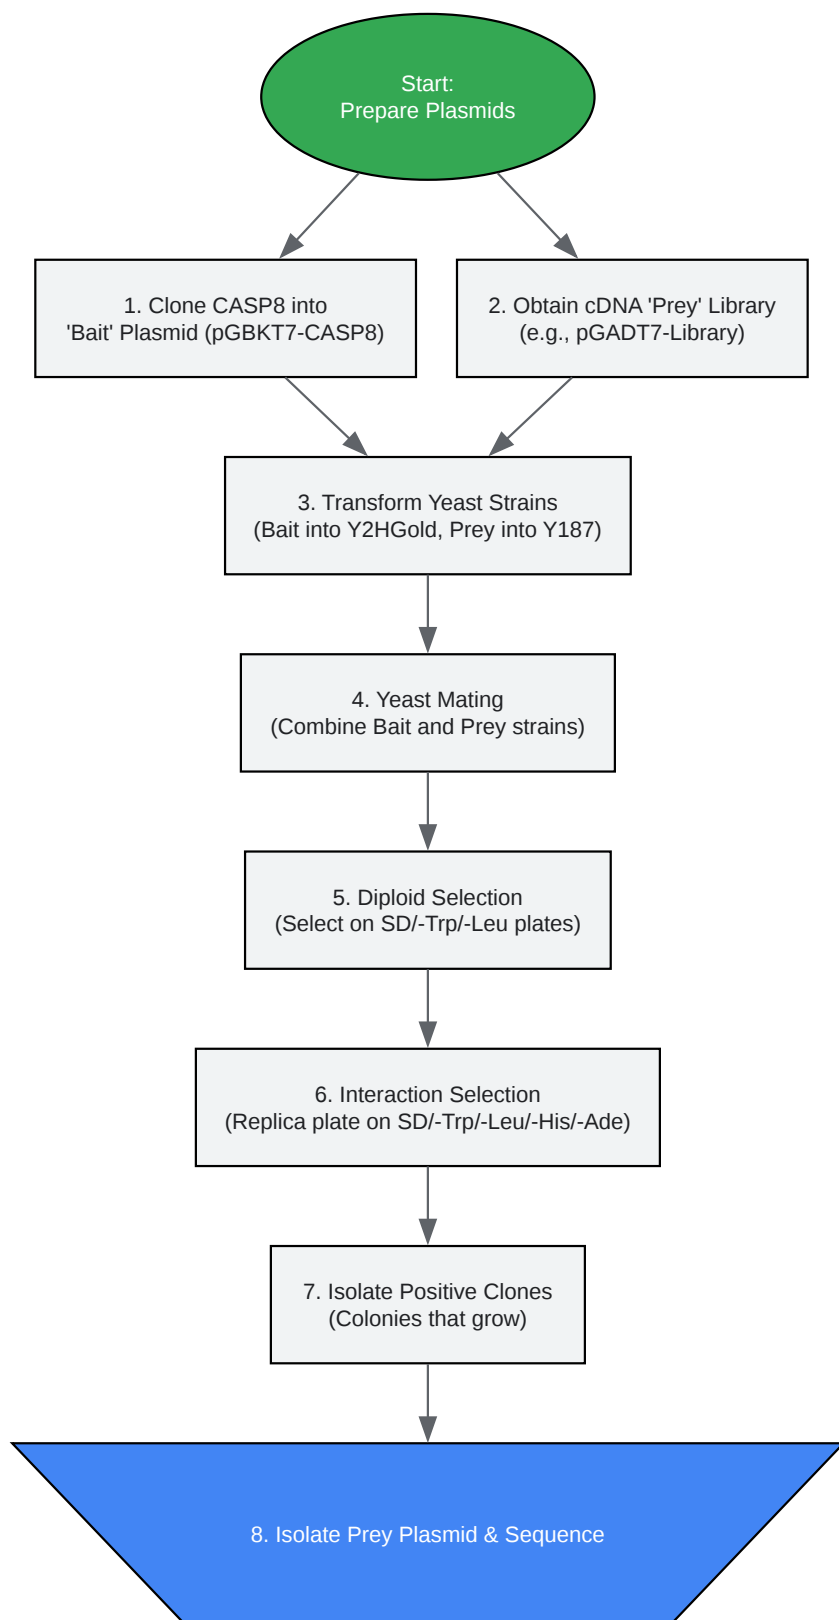 Start:
Prepare Plasmids
1. Clone CASP8 into
'Bait' Plasmid (pGBKT7-CASP8)
2. Obtain cDNA 'Prey' Library
(e.g., pGADT7-Library)
3. Transform Yeast Strains
(Bait into Y2HGold, Prey into Y187)
4. Yeast Mating
(Combine Bait and Prey strains)
5. Diploid Selection
(Select on SD/-Trp/-Leu plates)
6. Interaction Selection
(Replica plate on SD/-Trp/-Leu/-His/-Ade)
7. Isolate Positive Clones
(Colonies that grow)
8. Isolate Prey Plasmid & Sequence